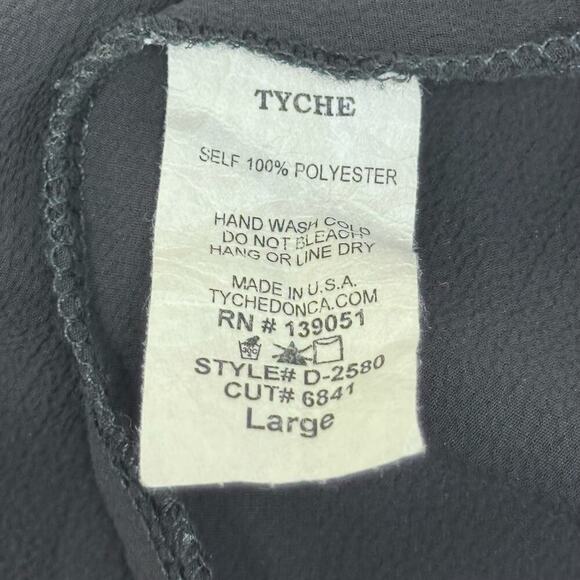 TYCHE
SELF 100% POLYESTER
HAND WASH COLD
DO NOT BLEACH
HANG OR LINE DRY
MADE IN U.S.A.
TYCHEDONCA.COM
RN # 139051
STYLE# D-2580
CUT# 6841
Large